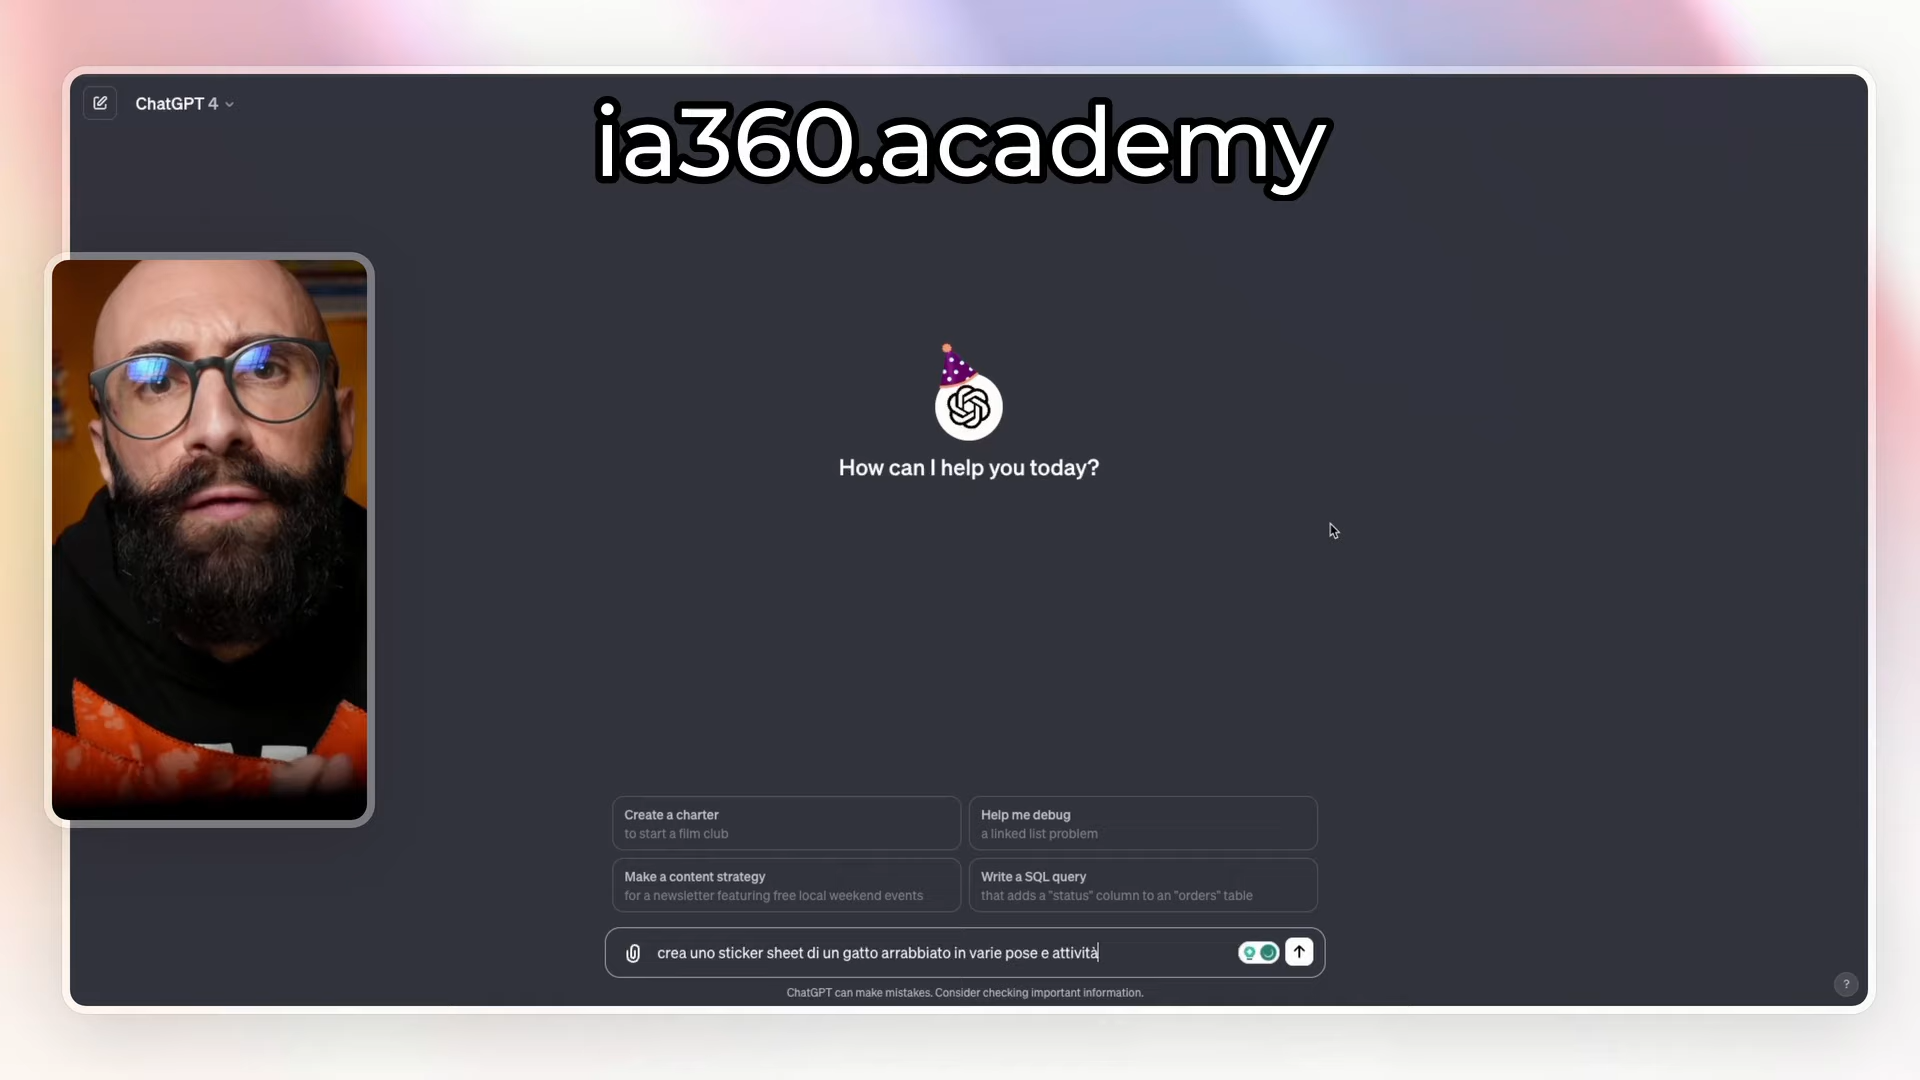 ChatGPT 4
ia360.academy
How can I help you today?
Create a charter
to start a film club
Help me debug
a linked list problem
Make a content strategy
for a newsletter featuring free local weekend events
Write a SQL query
that adds a "status" column to an "orders" table
crea uno sticker sheet di un gatto arrabbiato in varie pose e attività
ChatGPT can make mistakes. Consider checking important information.
?